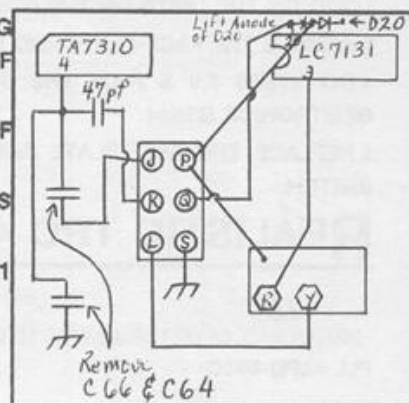 G
F
F
S
1
Lift Anode
of D20
D20
TA7310
4
LC7131
3
47pf
J
P
K
Q
L
S
R
Y
Remove
C66 & C64